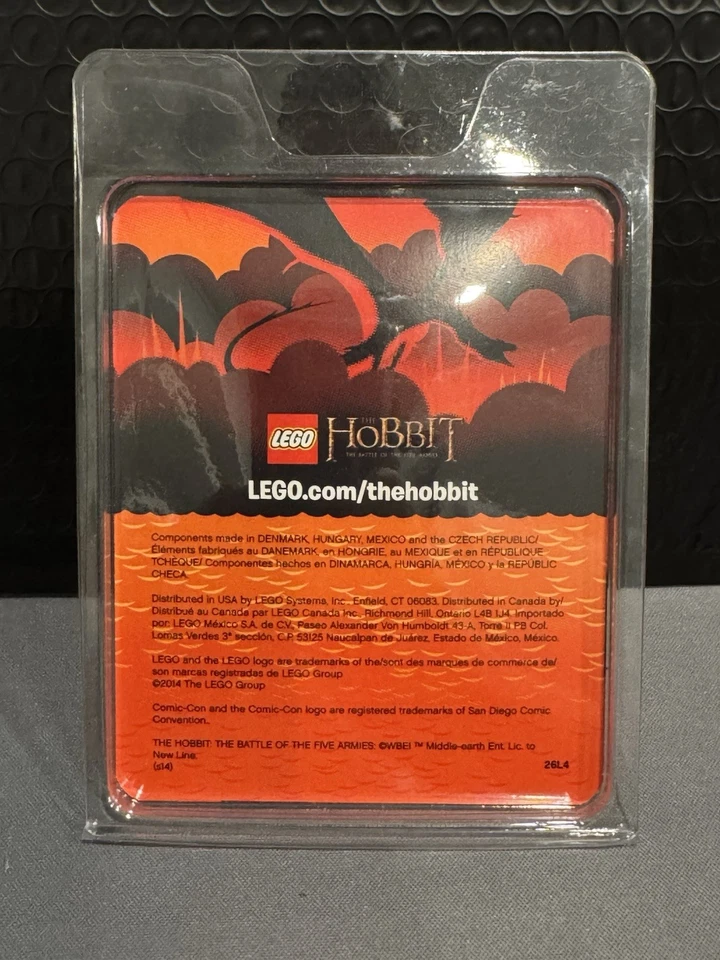 LEGO
THE
HOBBIT
THE BATTLE OF THE FIVE ARMIES
LEGO.com/thehobbit
Components made in DENMARK, HUNGARY, MEXICO and the CZECH REPUBLIC/
Éléments fabriqués au DANEMARK, en HONGRIE, au MEXIQUE et en RÉPUBLIQUE
TCHÈQUE/ Componentes hechos en DINAMARCA, HUNGRÍA, MÉXICO y la REPUBLIC
CHECA.
Distributed in USA by LEGO Systems, Inc., Enfield, CT 06083. Distributed in Canada by/
Distribué au Canada par LEGO Canada Inc., Richmond Hill, Ontario L4B 1J4. Importado
por: LEGO México S.A. de C.V., Paseo Alexander Von Humboldt 43-A, Torre II PB Col.
Lomas Verdes 3ª sección, C.P. 53125 Naucalpan de Juárez, Estado de México, México.
LEGO and the LEGO logo are trademarks of the/sont des marques de commerce de/
son marcas registradas de LEGO Group
©2014 The LEGO Group
Comic-Con and the Comic-Con logo are registered trademarks of San Diego Comic
Convention.
THE HOBBIT: THE BATTLE OF THE FIVE ARMIES: ©WBEI ™ Middle-earth Ent. Lic. to
New Line.
(s14)
26L4